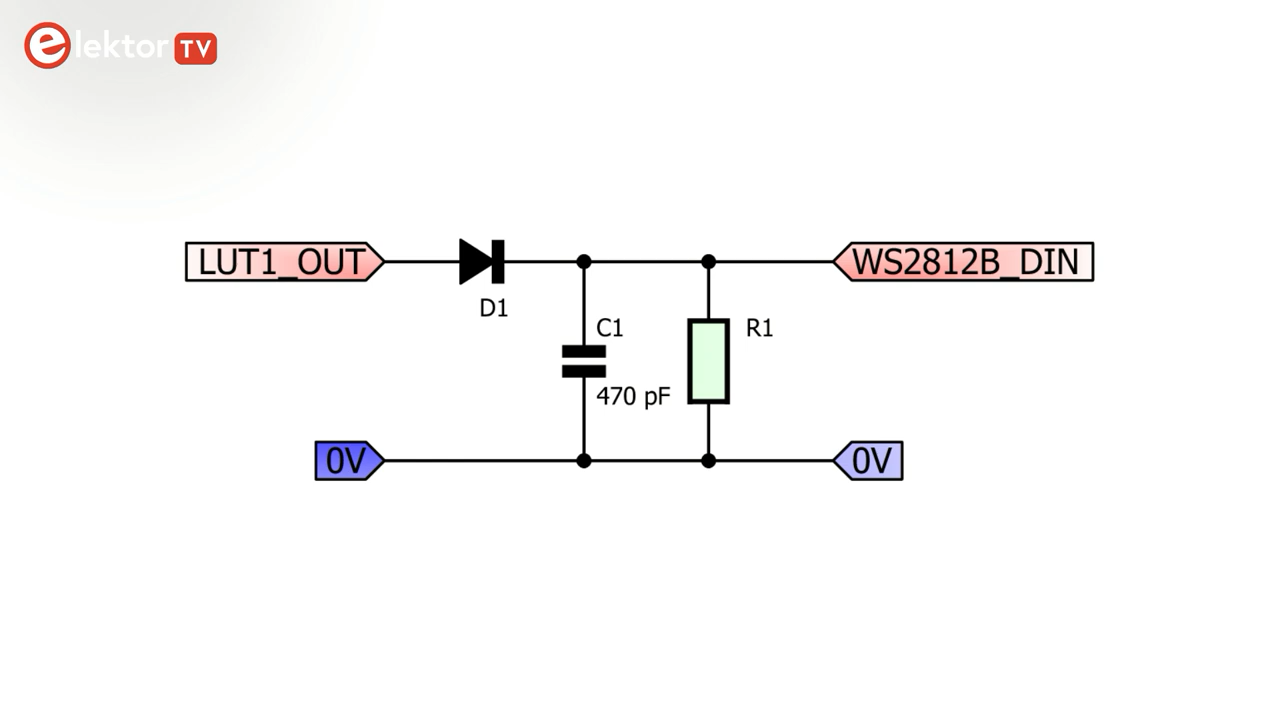 elektor TV
LUT1_OUT
WS2812B_DIN
D1
C1
R1
470 pF
0V
0V